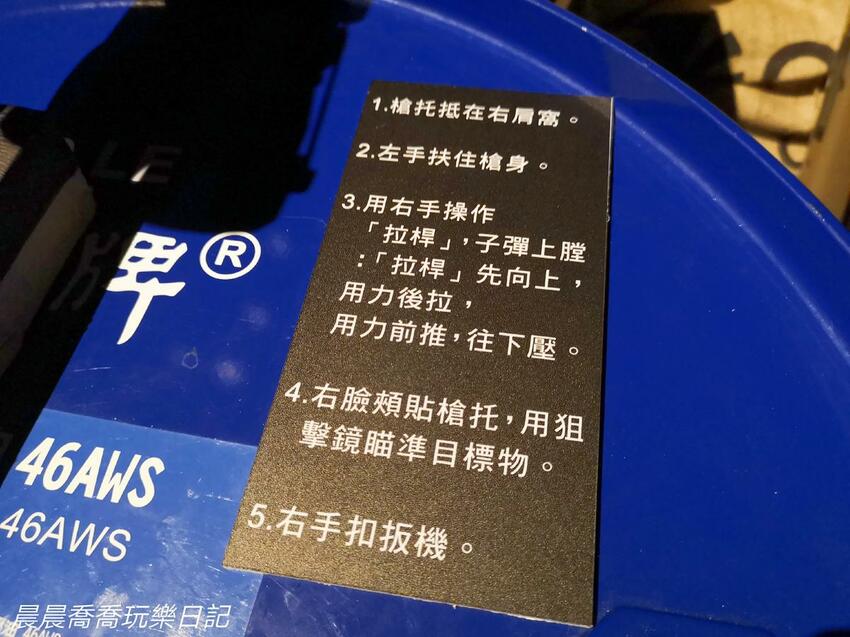 1.槍托抵在右肩窩。
2.左手扶住槍身。
3.用右手操作
「拉桿」,子彈上膛
:「拉桿」先向上,
用力後拉,
用力前推,往下壓。
4.右臉頰貼槍托,用狙
擊鏡瞄準目標物。
5.右手扣扳機。
LE
牌®
46AWS
46AWS
46AWS
晨晨喬喬玩樂日記